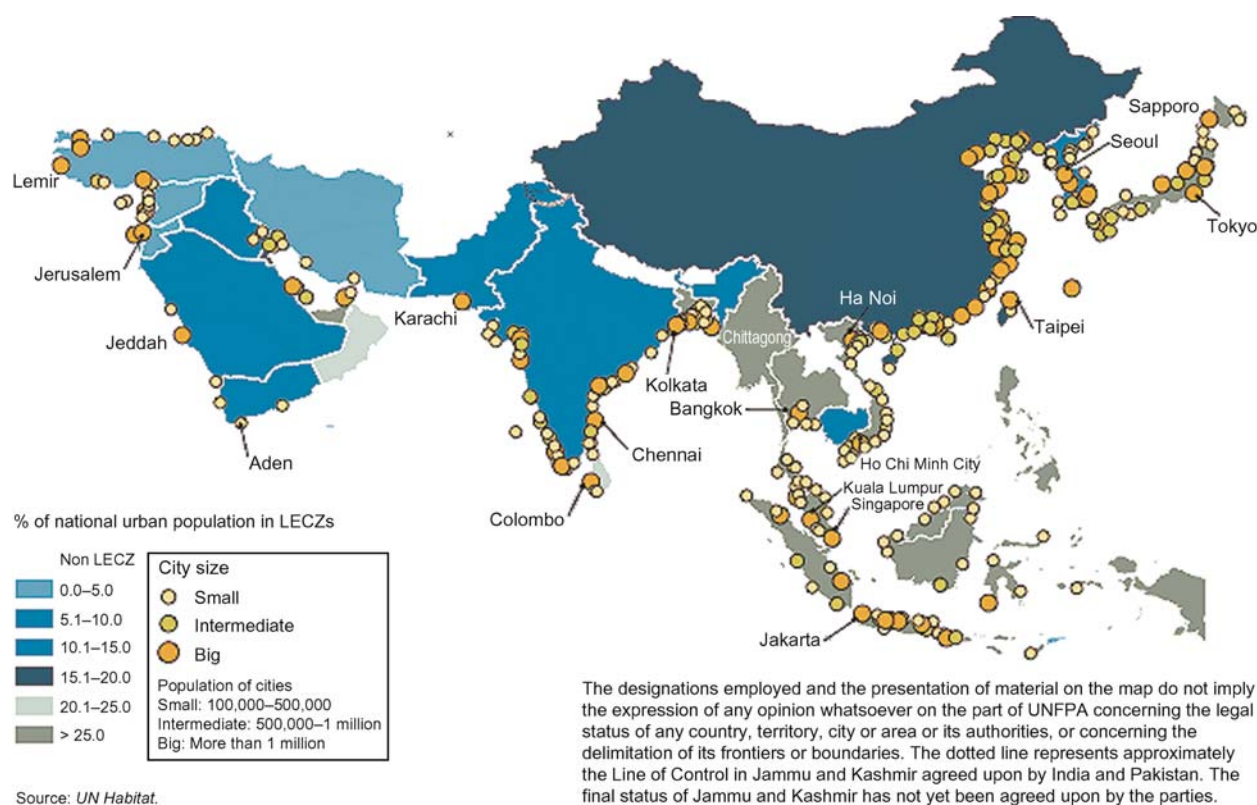 Sapporo
Seoul
Lemir
Tokyo
Jerusalem
Karachi
Ha Noi
Taipei
Chittagong
Jeddah
Kolkata
Bangkok
Aden
Chennai
Ho Chi Minh City
Kuala Lumpur
Singapore
Colombo
Jakarta
% of national urban population in LECZs
Non LECZ
0.0–5.0
5.1–10.0
10.1–15.0
15.1–20.0
20.1–25.0
> 25.0
City size
Small
Intermediate
Big
Population of cities
Small: 100,000–500,000
Intermediate: 500,000–1 million
Big: More than 1 million
The designations employed and the presentation of material on the map do not imply
the expression of any opinion whatsoever on the part of UNFPA concerning the legal
status of any country, territory, city or area or its authorities, or concerning the
delimitation of its frontiers or boundaries. The dotted line represents approximately
the Line of Control in Jammu and Kashmir agreed upon by India and Pakistan. The
final status of Jammu and Kashmir has not yet been agreed upon by the parties.
Source: UN Habitat.